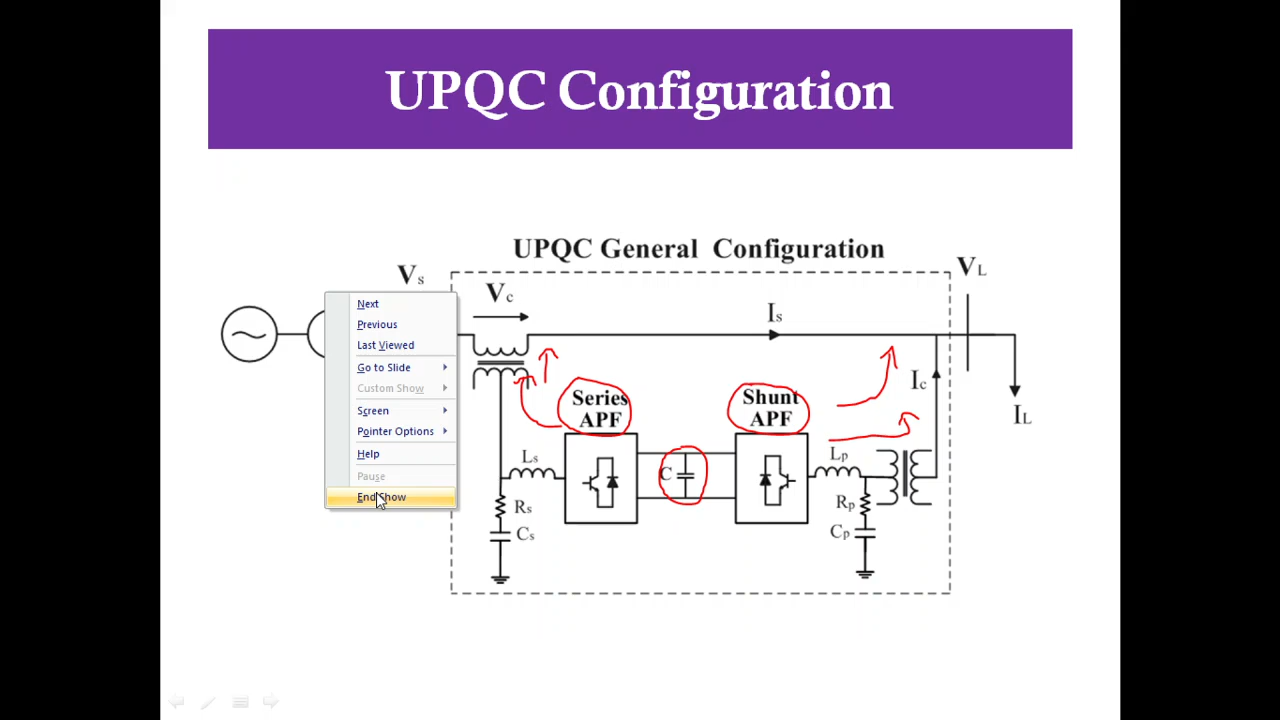 UPQC Configuration
UPQC General Configuration
Vs
Vc
Is
VL
Next
Previous
Last Viewed
Go to Slide
Custom Show
Screen
Pointer Options
Help
Pause
End Show
Series
APF
Shunt
APF
Ic
IL
Ls
C
Lp
Rs
Rp
Cs
Cp